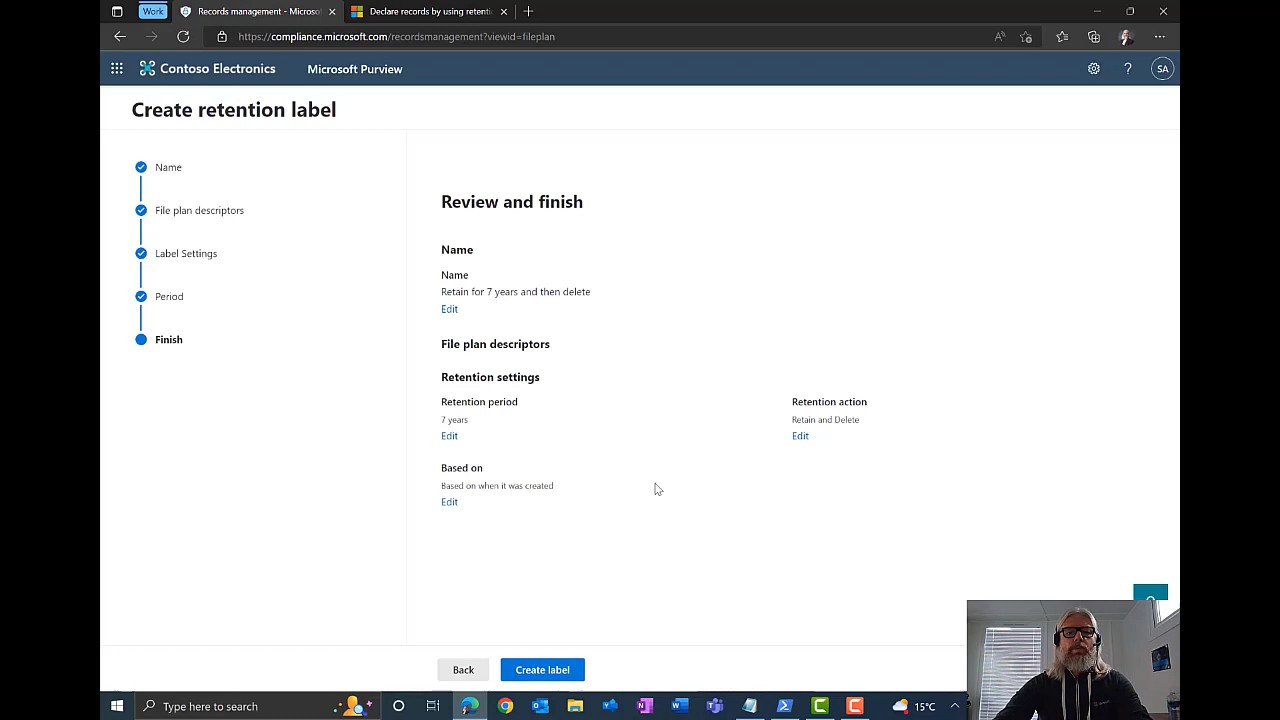 Work
Records management - Microsof
Declare records by using retenti
https://compliance.microsoft.com/recordsmanagement?viewid=fileplan
Contoso Electronics
Microsoft Purview
?
SA
Create retention label
Name
File plan descriptors
Label Settings
Period
Finish
Review and finish
Name
Name
Retain for 7 years and then delete
Edit
File plan descriptors
Retention settings
Retention period
Retention action
7 years
Retain and Delete
Edit
Edit
Based on
Based on when it was created
Edit
Back
Create label
Type here to search
15°C